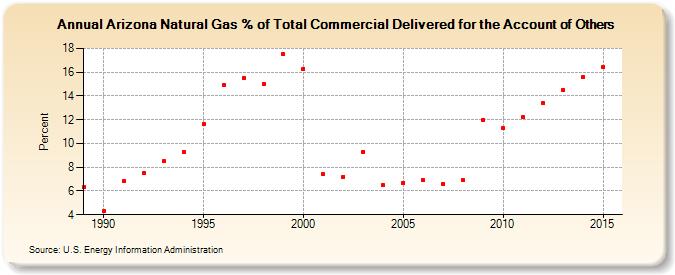 Annual Arizona Natural Gas % of Total Commercial Delivered for the Account of Others
Percent
18
16
14
12
10
8
6
4
1990 1995 2000 2005 2010 2015
Source: U.S. Energy Information Administration